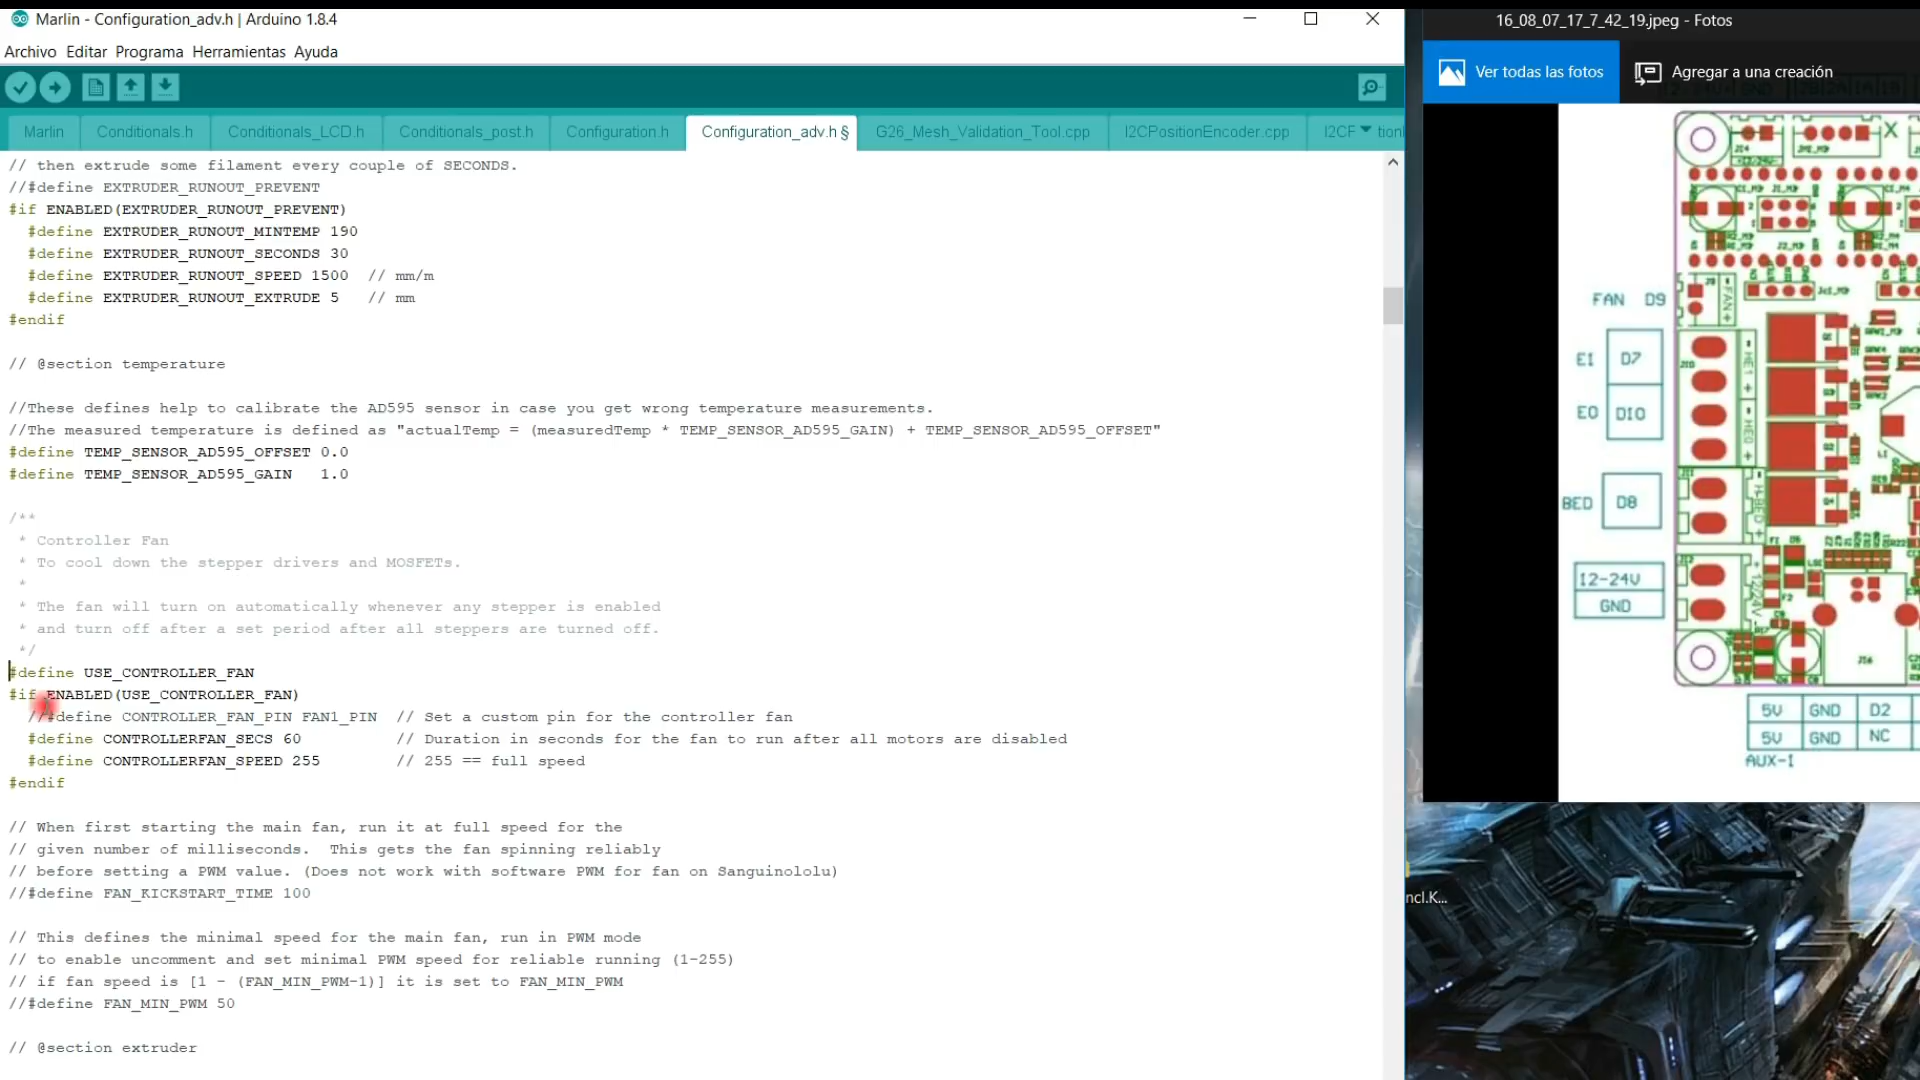 Marlin - Configuration_adv.h | Arduino 1.8.4
Archivo Editar Programa Herramientas Ayuda
Marlin Conditionals.h Conditionals_LCD.h Conditionals_post.h Configuration.h Configuration_adv.h § G26_Mesh_Validation_Tool.cpp I2CPositionEncoder.cpp I2CF tionl
// then extrude some filament every couple of SECONDS.
//#define EXTRUDER_RUNOUT_PREVENT
#if ENABLED(EXTRUDER_RUNOUT_PREVENT)
#define EXTRUDER_RUNOUT_MINTEMP 190
#define EXTRUDER_RUNOUT_SECONDS 30
#define EXTRUDER_RUNOUT_SPEED 1500 // mm/m
#define EXTRUDER_RUNOUT_EXTRUDE 5 // mm
#endif
// @section temperature
//These defines help to calibrate the AD595 sensor in case you get wrong temperature measurements.
//The measured temperature is defined as "actualTemp = (measuredTemp * TEMP_SENSOR_AD595_GAIN) + TEMP_SENSOR_AD595_OFFSET"
#define TEMP_SENSOR_AD595_OFFSET 0.0
#define TEMP_SENSOR_AD595_GAIN 1.0
/**
* Controller Fan
* To cool down the stepper drivers and MOSFETs.
*
* The fan will turn on automatically whenever any stepper is enabled
* and turn off after a set period after all steppers are turned off.
*/
#define USE_CONTROLLER_FAN
#if ENABLED(USE_CONTROLLER_FAN)
//#define CONTROLLER_FAN_PIN FAN1_PIN // Set a custom pin for the controller fan
#define CONTROLLERFAN_SECS 60 // Duration in seconds for the fan to run after all motors are disabled
#define CONTROLLERFAN_SPEED 255 // 255 == full speed
#endif
// When first starting the main fan, run it at full speed for the
// given number of milliseconds. This gets the fan spinning reliably
// before setting a PWM value. (Does not work with software PWM for fan on Sanguinololu)
//#define FAN_KICKSTART_TIME 100
// This defines the minimal speed for the main fan, run in PWM mode
// to enable uncomment and set minimal PWM speed for reliable running (1-255)
// if fan speed is [1 - (FAN_MIN_PWM-1)] it is set to FAN_MIN_PWM
//#define FAN_MIN_PWM 50
// @section extruder
16_08_07_17_7_42_19.jpeg - Fotos
Ver todas las fotos Agregar a una creación
X
FAN D9
FAN+
E1 D7
HE1 +
E0 D10
HE0 +
BED D8
H-BED +
12-24V
GND
5V GND D2
5V GND NC
AUX-1
ncl.K...